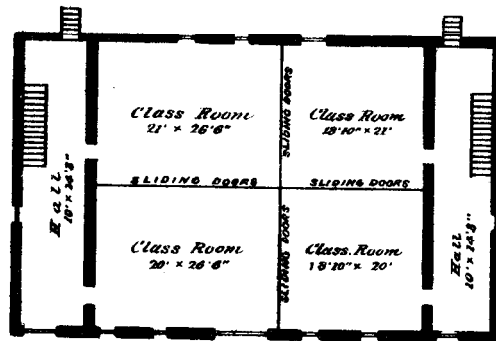 Class Room
21' × 26'6"
Class Room
18'10" × 21'
SLIDING DOORS
SLIDING DOORS
SLIDING DOORS
Hall
Class Room
20' × 26'6"
Class. Room
18'10" × 20'
SLIDING DOORS
Hall